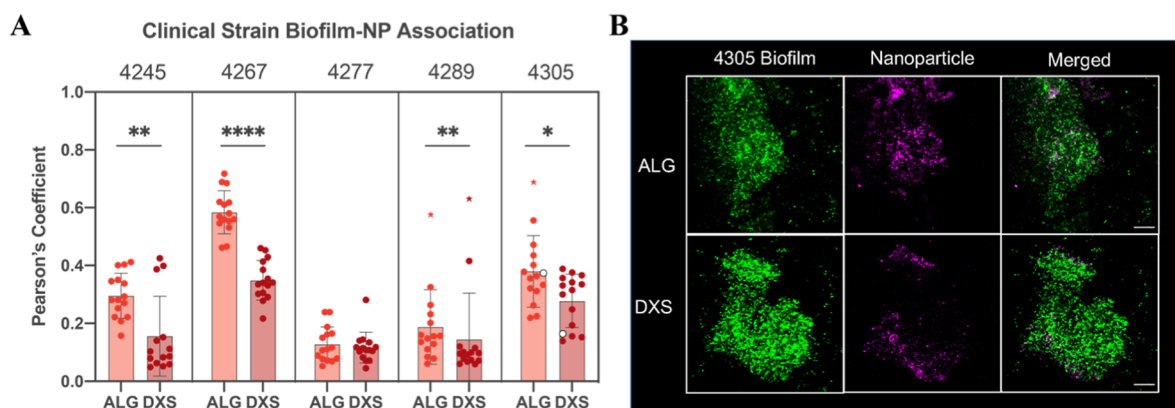 A
Clinical Strain Biofilm-NP Association
4245 4267 4277 4289 4305
Pearson's Coefficient
1.0
0.8
0.6
0.4
0.2
0.0
** **** ** *
ALG DXS ALG DXS ALG DXS ALG DXS ALG DXS
B
4305 Biofilm Nanoparticle Merged
ALG
DXS